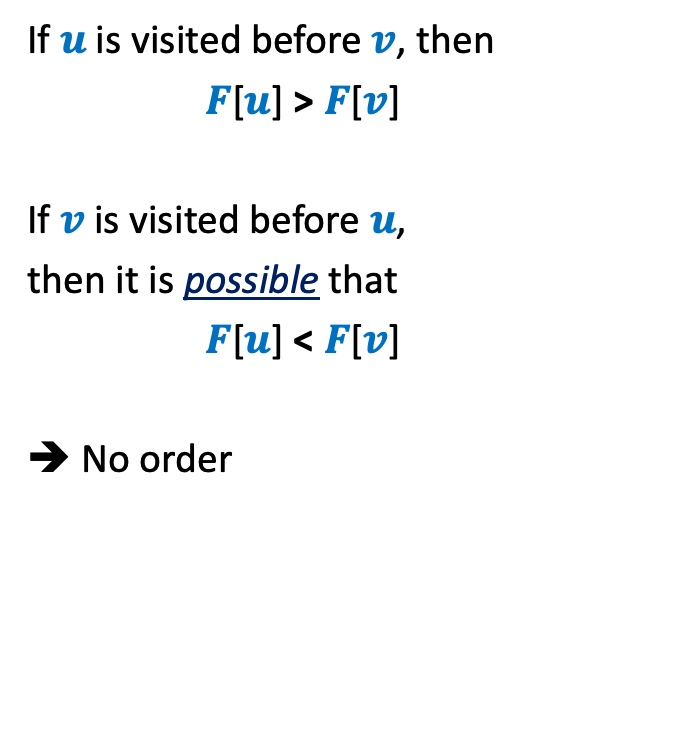 If u is visited before v, then
F[u] > F[v]
If v is visited before u,
then it is possible that
F[u] < F[v]
➔ No order